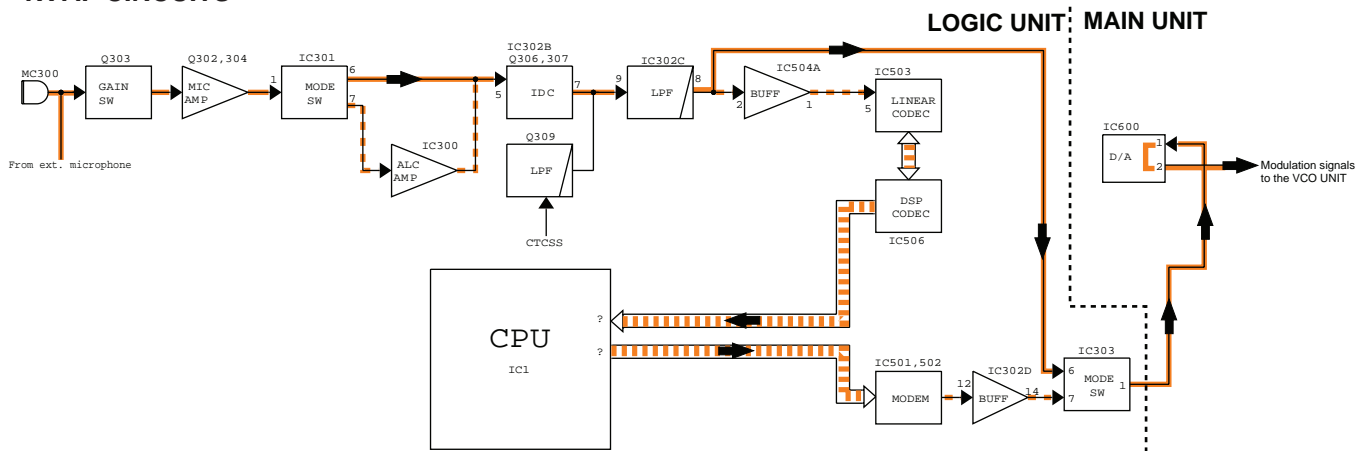 LOGIC UNIT
MAIN UNIT
MC300
From ext. microphone
Q303
GAIN
SW
Q302,304
MIC
AMP
1
IC301
MODE
SW
6
7
IC300
ALC
AMP
IC302B
Q306,307
5
IDC
7
Q309
LPF
CTCSS
9
IC302C
LPF
8
IC504A
2
BUFF
1
IC503
5
LINEAR
CODEC
DSP
CODEC
IC506
CPU
IC1
?
?
IC501,502
MODEM
12
IC302D
BUFF
14
IC303
6
7
MODE
SW
1
IC600
D/A
1
2
Modulation signals
to the VCO UNIT